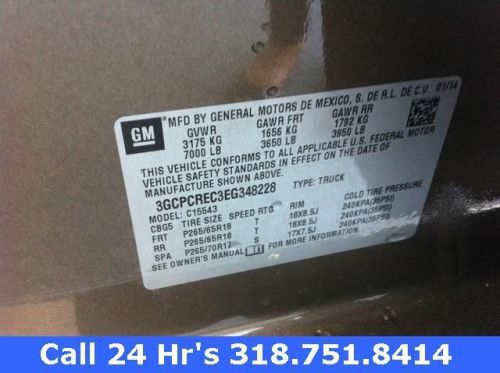 GM
MFD BY GENERAL MOTORS DE MEXICO, S. DE R.L. DE C.V. 01/14
GVWR GAWR FRT GAWR RR
3175 KG 1656 KG 1792 KG
7000 LB 3650 LB 3950 LB
THIS VEHICLE CONFORMS TO ALL APPLICABLE U.S. FEDERAL MOTOR
VEHICLE SAFETY STANDARDS IN EFFECT ON THE DATE OF
MANUFACTURE SHOWN ABOVE.
3GCPCREC3EG348228 TYPE: TRUCK
MODEL: C15543
CBG5 TIRE SIZE SPEED RTG RIM COLD TIRE PRESSURE
FRT P265/65R18 T 18X8.5J 240KPA(35PSI)
RR P265/65R18 T 18X8.5J 240KPA(35PSI)
SPA P265/70R17 S 17X7.5J 240KPA(35PSI)
SEE OWNER'S MANUAL FOR MORE INFORMATION
Call 24 Hr's 318.751.8414